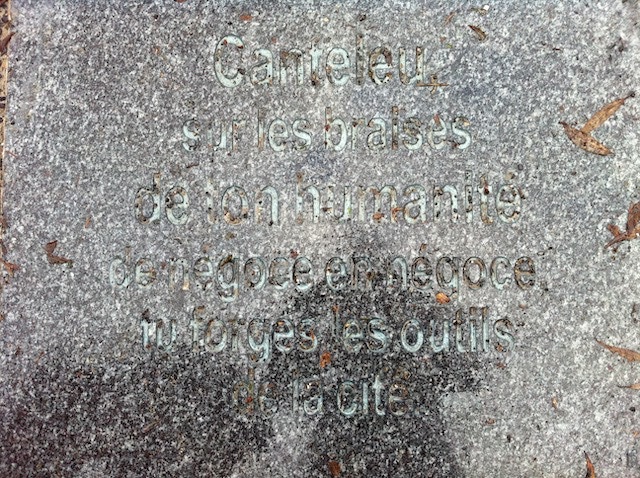 Canteleu,
sur les braises
de ton humanité
de négoce en négoce,
tu forges les outils
de la cité.